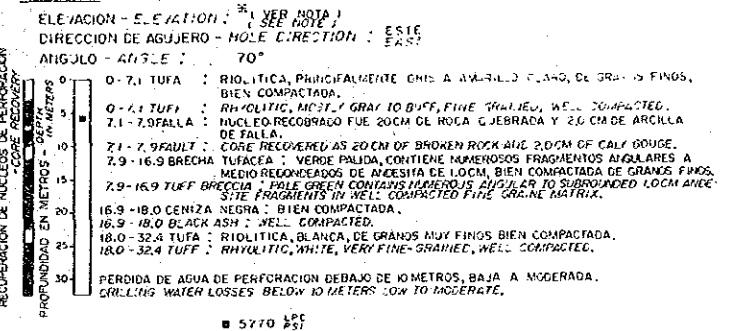 ELEVACION - ELEVATION : * ( VER NOTA )
( SEE NOTE )
DIRECCION DE AGUJERO - HOLE DIRECTION : ESTE
EAST
ANGULO - ANGLE : 70°
RECUPERACION DE NUCLEOS DE PERFORACION
- CORE RECOVERY
PROFUNDIDAD EN METROS - DEPTH
IN METERS
0
5
10
15
20
25
30
0 - 7.1 TUFA : RIOLITICA, PRINCIPALMENTE GRIS A AMARILLO CLARO, DE GRANOS FINOS,
BIEN COMPACTADA.
0 - 7.1 TUFF : RHYOLITIC, MOSTLY GRAY TO BUFF, FINE GRAINED, WELL COMPACTED.
7.1 - 7.9 FALLA : NUCLEO RECOBRADO FUE 20CM DE ROCA QUEBRADA Y 2.0 CM DE ARCILLA
DE FALLA.
7.1 - 7.9 FAULT : CORE RECOVERED AS 20 CM OF BROKEN ROCK AND 2.0CM OF CALY GOUGE.
7.9 - 16.9 BRECHA TUFACEA : VERDE PALIDA, CONTIENE NUMEROSOS FRAGMENTOS ANGULARES A
MEDIO REDONDEADOS DE ANDESITA DE 1.0CM, BIEN COMPACTADA DE GRANOS FINOS.
7.9 - 16.9 TUFF BRECCIA : PALE GREEN CONTAINS NUMEROUS ANGULAR TO SUBROUNDED 1.0CM ANDE-
SITE FRAGMENTS IN WELL COMPACTED FINE GRAINE MATRIX.
16.9 - 18.0 CENIZA NEGRA : BIEN COMPACTADA.
16.9 - 18.0 BLACK ASH : WELL COMPACTED.
18.0 - 32.4 TUFA : RIOLITICA, BLANCA, DE GRANOS MUY FINOS BIEN COMPACTADA.
18.0 - 32.4 TUFF : RHYOLITIC, WHITE, VERY FINE-GRAINED, WELL COMPACTED.
PERDIDA DE AGUA DE PERFORACION DEBAJO DE 10 METROS, BAJA A MODERADA.
DRILLING WATER LOSSES BELOW 10 METERS LOW TO MODERATE.
5770 LPC
PSI